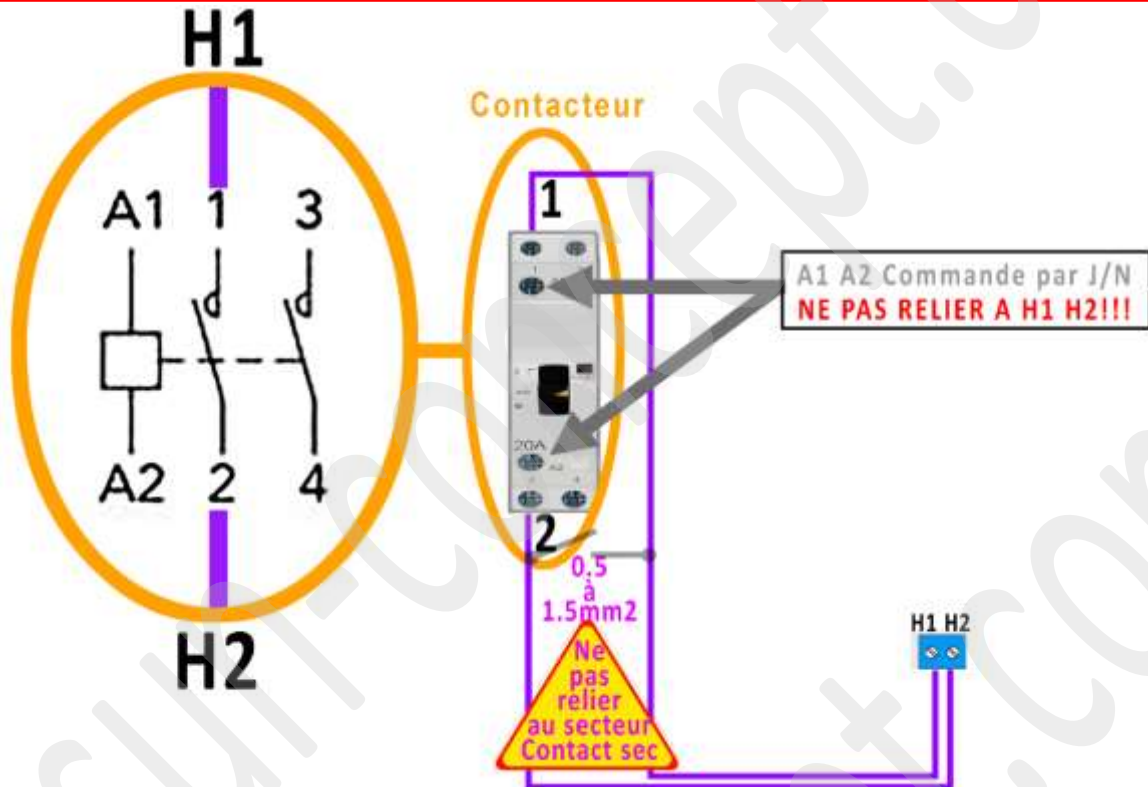 H1
Contacteur
A1 1 3
1
A1 A2 Commande par J/N
NE PAS RELIER A H1 H2!!!
20A
A2
A2 2 4
2
0.5
à
1.5mm2
H2
H1 H2
Ne
pas
relier
au secteur
Contact sec